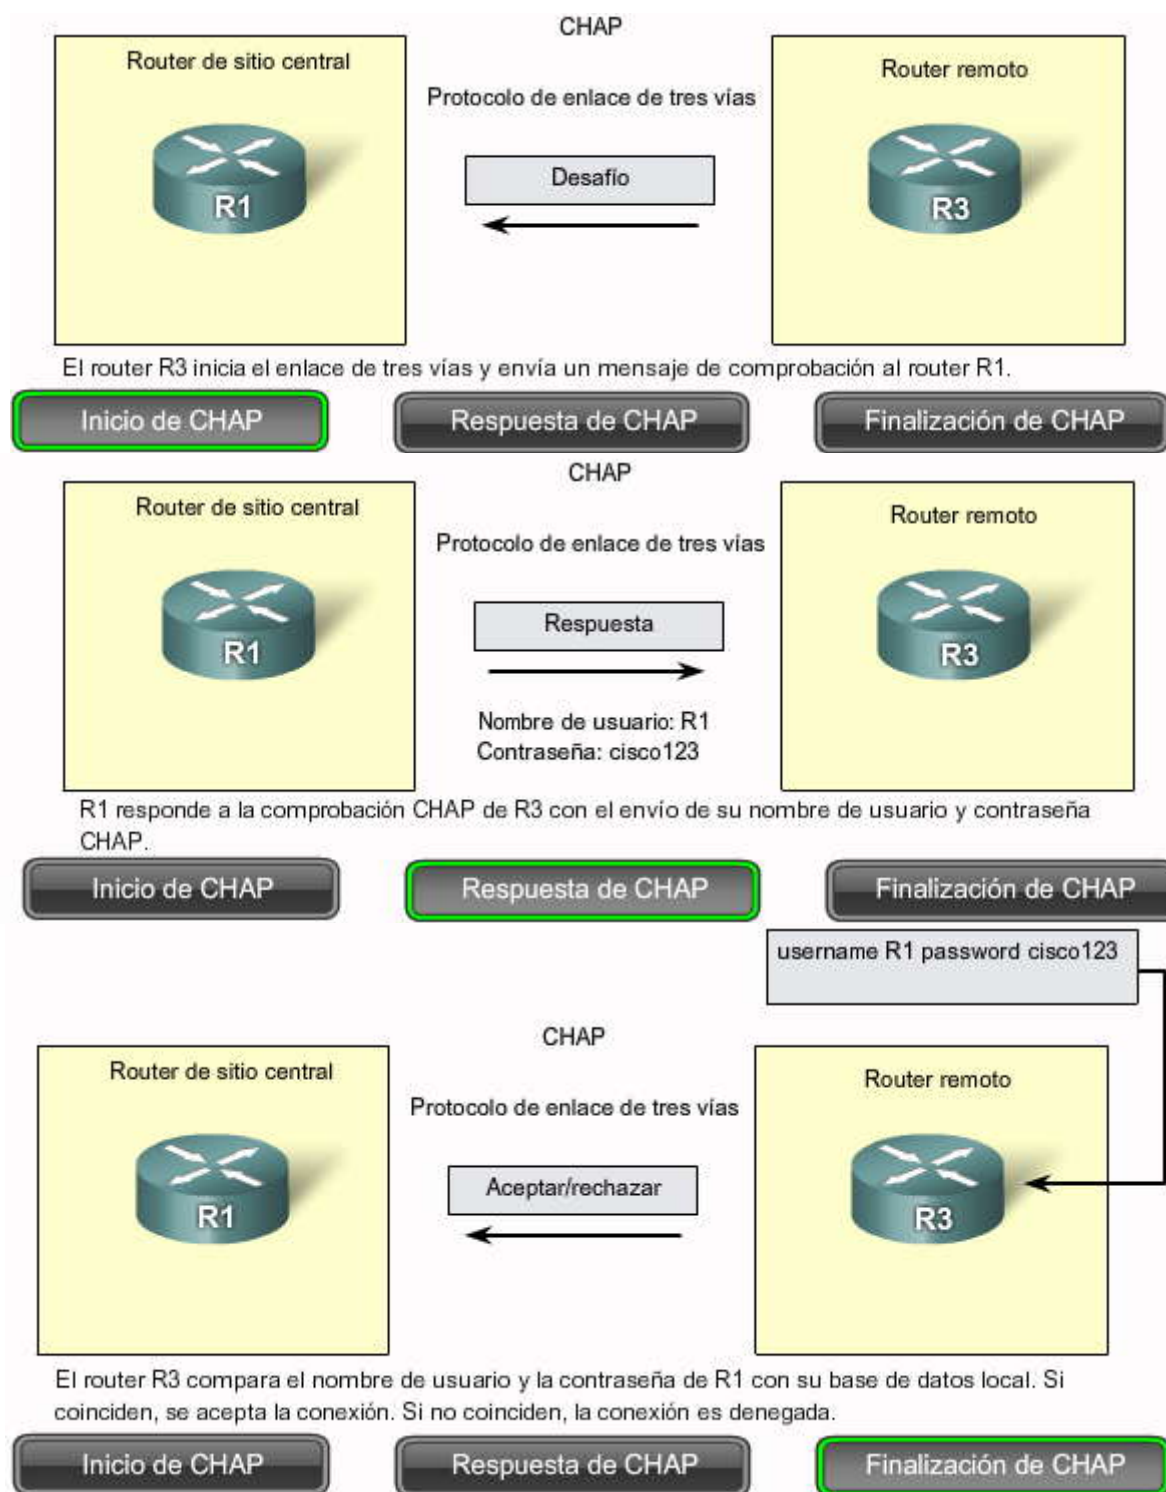 CHAP
Router de sitio central
Router remoto
Protocolo de enlace de tres vías
Desafío
R1
R3
El router R3 inicia el enlace de tres vías y envía un mensaje de comprobación al router R1.
Inicio de CHAP
Respuesta de CHAP
Finalización de CHAP
CHAP
Router de sitio central
Router remoto
Protocolo de enlace de tres vías
Respuesta
R1
R3
Nombre de usuario: R1
Contraseña: cisco123
R1 responde a la comprobación CHAP de R3 con el envío de su nombre de usuario y contraseña
CHAP.
Inicio de CHAP
Respuesta de CHAP
Finalización de CHAP
username R1 password cisco123
CHAP
Router de sitio central
Router remoto
Protocolo de enlace de tres vías
Aceptar/rechazar
R1
R3
El router R3 compara el nombre de usuario y la contraseña de R1 con su base de datos local. Si
coinciden, se acepta la conexión. Si no coinciden, la conexión es denegada.
Inicio de CHAP
Respuesta de CHAP
Finalización de CHAP